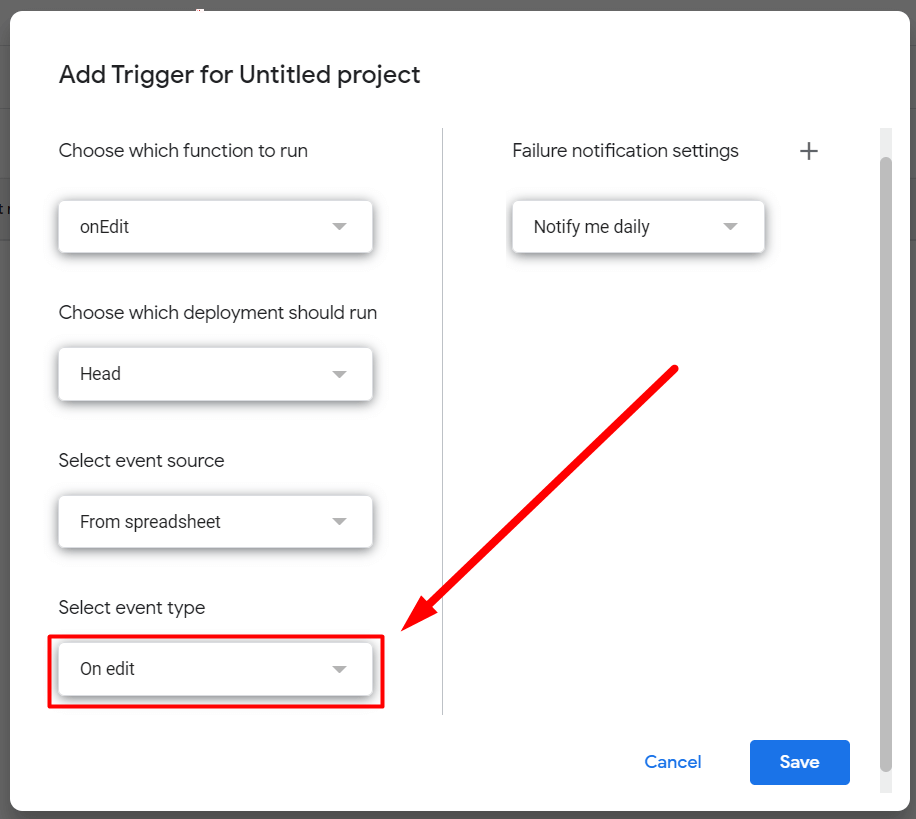 Add Trigger for Untitled project
Choose which function to run
onEdit
Choose which deployment should run
Head
Select event source
From spreadsheet
Select event type
On edit
Failure notification settings
Notify me daily
Cancel
Save